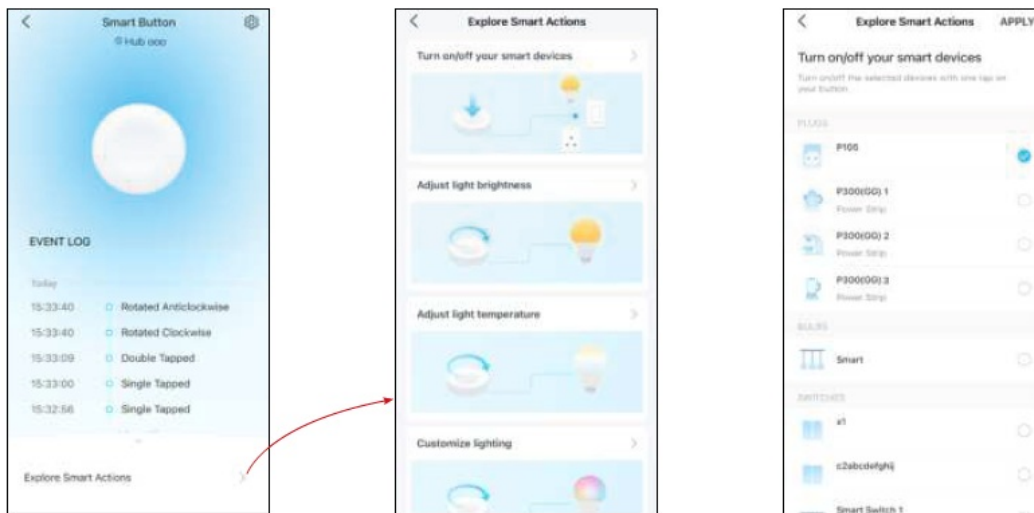 Smart Button
Hub ooo
EVENT LOG
Today
15:33:40 Rotated Anticlockwise
15:33:40 Rotated Clockwise
15:33:09 Double Tapped
15:33:00 Single Tapped
15:32:56 Single Tapped
Explore Smart Actions
Explore Smart Actions
Turn on/off your smart devices
Adjust light brightness
Adjust light temperature
Customize lighting
Explore Smart Actions APPLY
Turn on/off your smart devices
Turn on/off the selected devices with one tap on
your button.
PLUGS
P105
P300(GG) 1
Power Strip
P300(GG) 2
Power Strip
P300(GG) 3
Power Strip
BULBS
Smart
SWITCHES
c2abcdefghij
Smart Switch 1